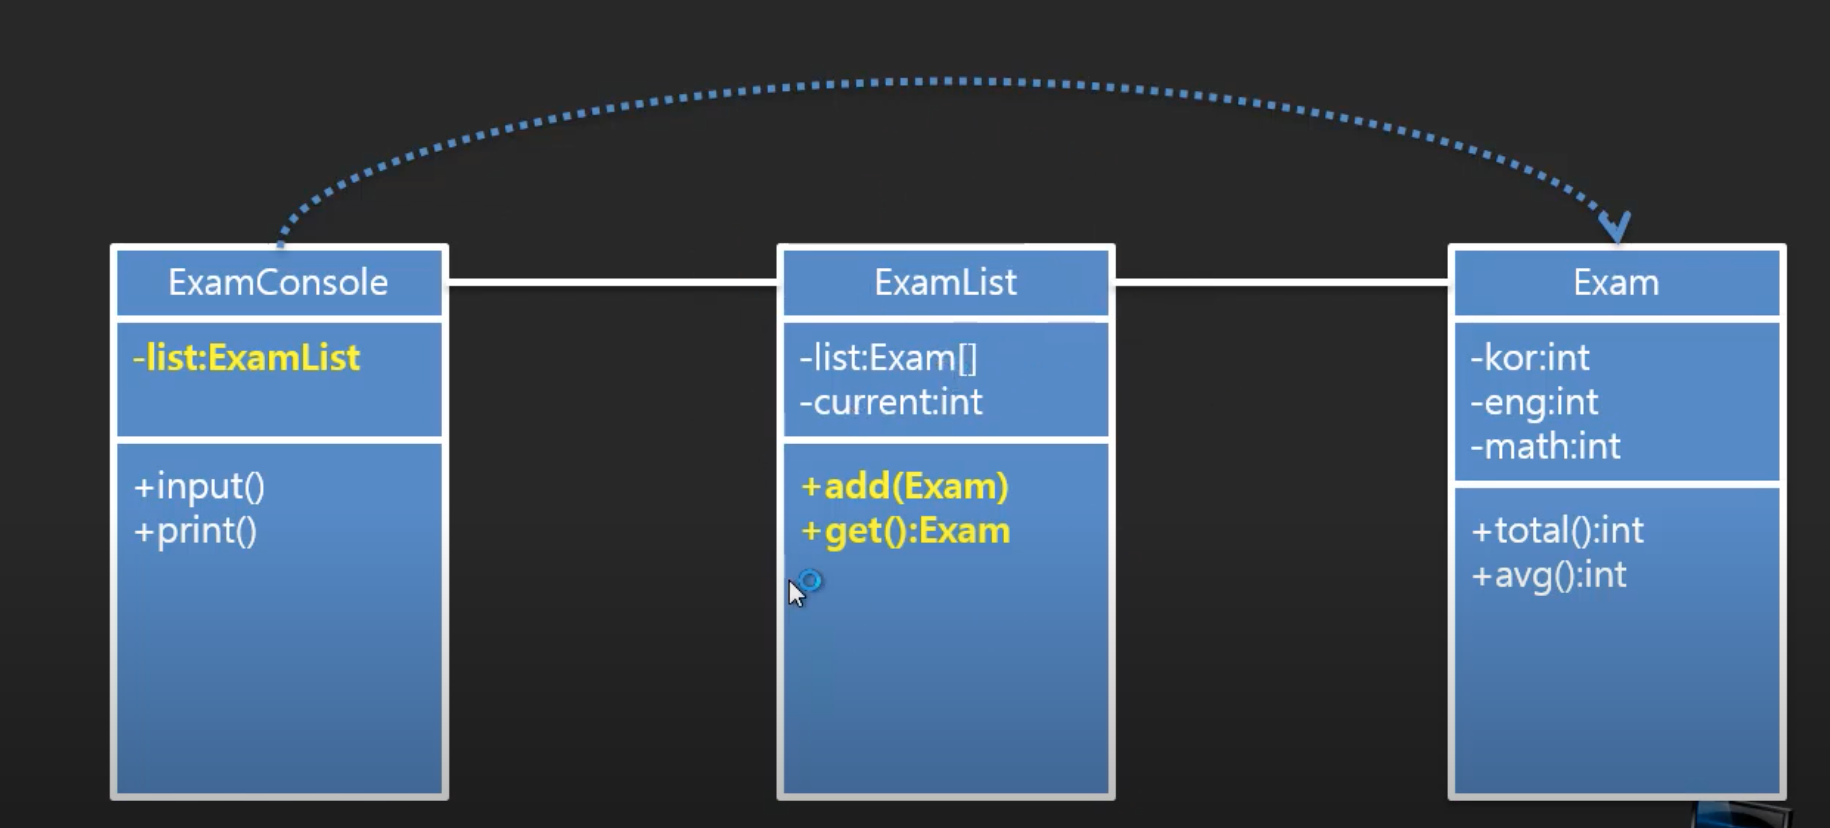 ExamConsole
-list:ExamList
+input()
+print()
ExamList
-list:Exam[]
-current:int
+add(Exam)
+get():Exam
Exam
-kor:int
-eng:int
-math:int
+total():int
+avg():int